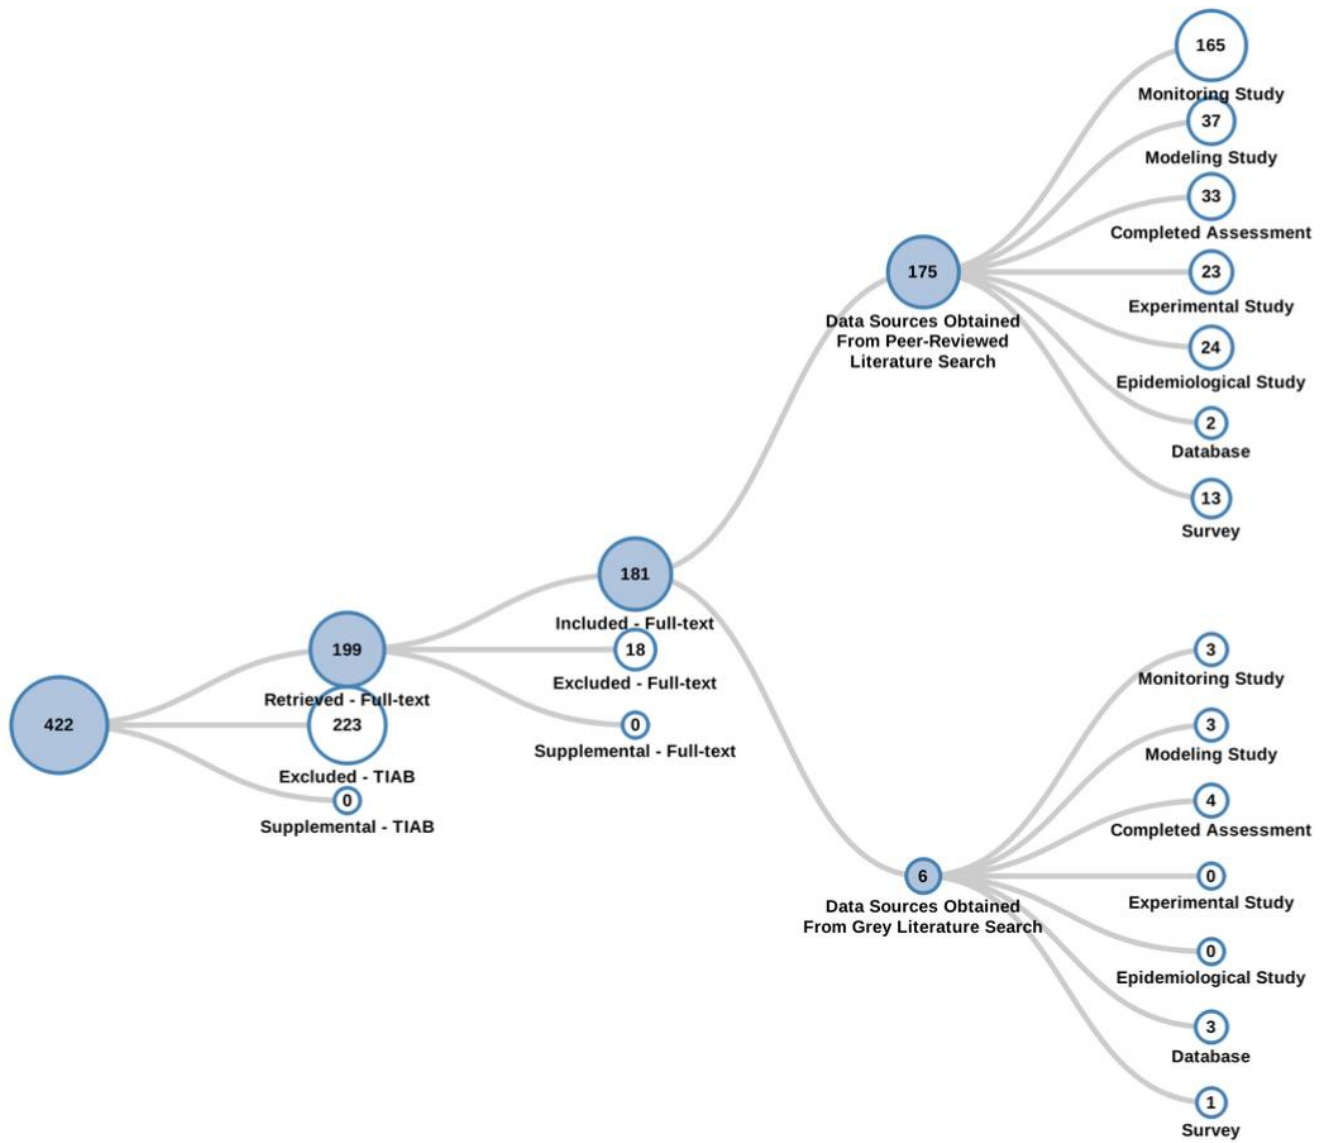 165
Monitoring Study
37
Modeling Study
33
Completed Assessment
175
23
Data Sources Obtained
From Peer-Reviewed
Literature Search
Experimental Study
24
Epidemiological Study
2
Database
13
Survey
181
Included - Full-text
199
18
Retrieved - Full-text
Excluded - Full-text
422
223
0
Excluded - TIAB
Supplemental - Full-text
0
Supplemental - TIAB
3
Monitoring Study
3
Modeling Study
4
Completed Assessment
6
0
Data Sources Obtained
From Grey Literature Search
Experimental Study
0
Epidemiological Study
3
Database
1
Survey